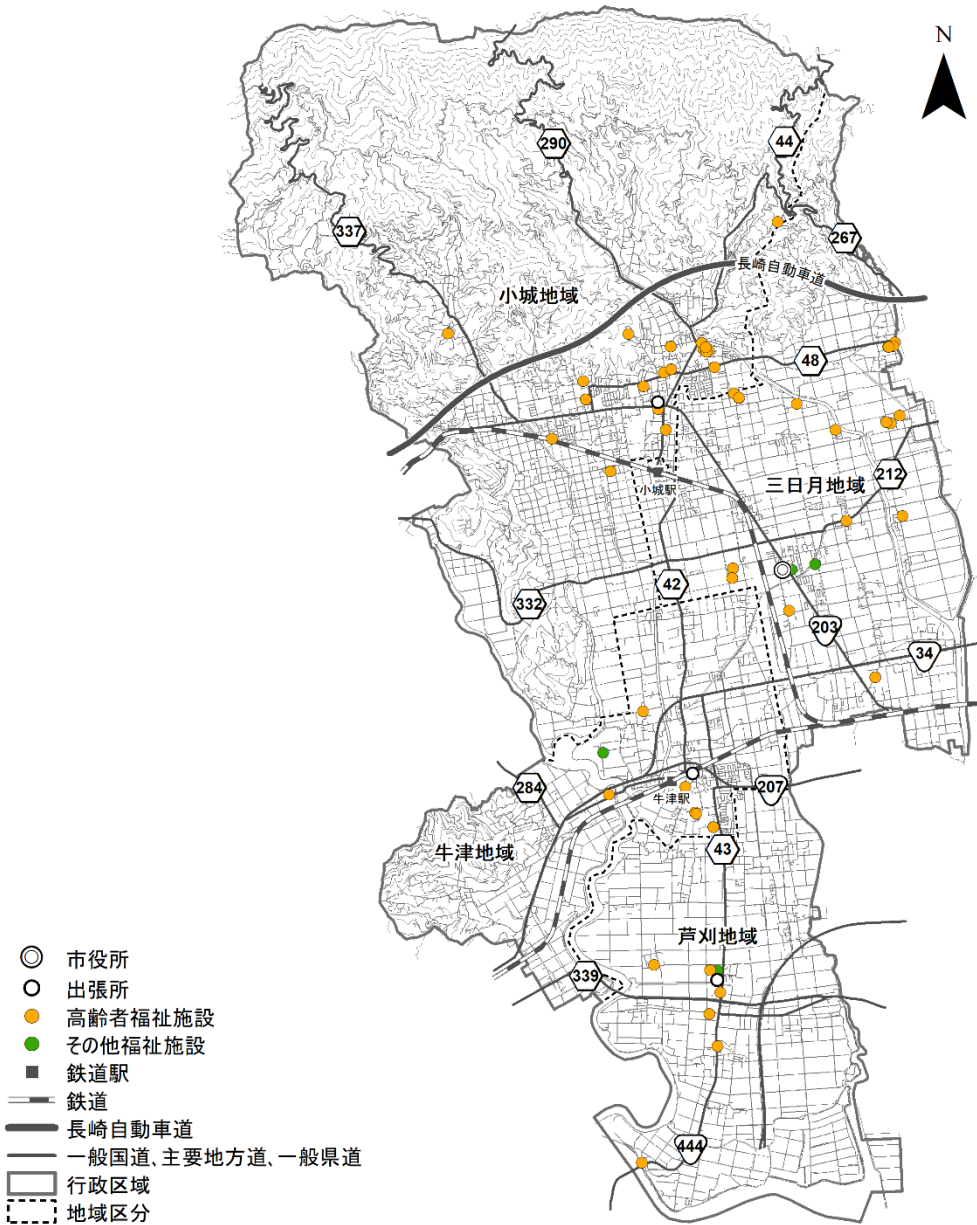 N
44
290
337
267
長崎自動車道
小城地域
48
212
三日月地域
小城駅
42
332
203
34
284
207
牛津駅
43
牛津地域
芦刈地域
339
444
市役所
出張所
高齢者福祉施設
その他福祉施設
鉄道駅
鉄道
長崎自動車道
一般国道、主要地方道、一般県道
行政区域
地域区分